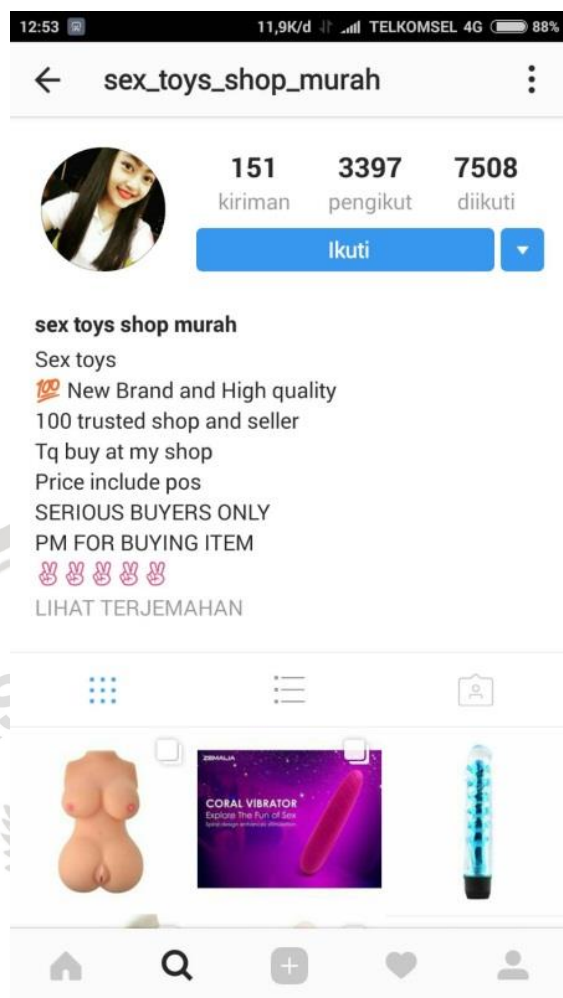 12:53 11,9K/d TELKOMSEL 4G 88%
sex_toys_shop_murah
151 3397 7508
kiriman pengikut diikuti
Ikuti
sex toys shop murah
Sex toys
💯 New Brand and High quality
100 trusted shop and seller
Tq buy at my shop
Price include pos
SERIOUS BUYERS ONLY
PM FOR BUYING ITEM
✌✌✌✌✌
LIHAT TERJEMAHAN
ZEMALIA
CORAL VIBRATOR
Explore The Fun of Sex